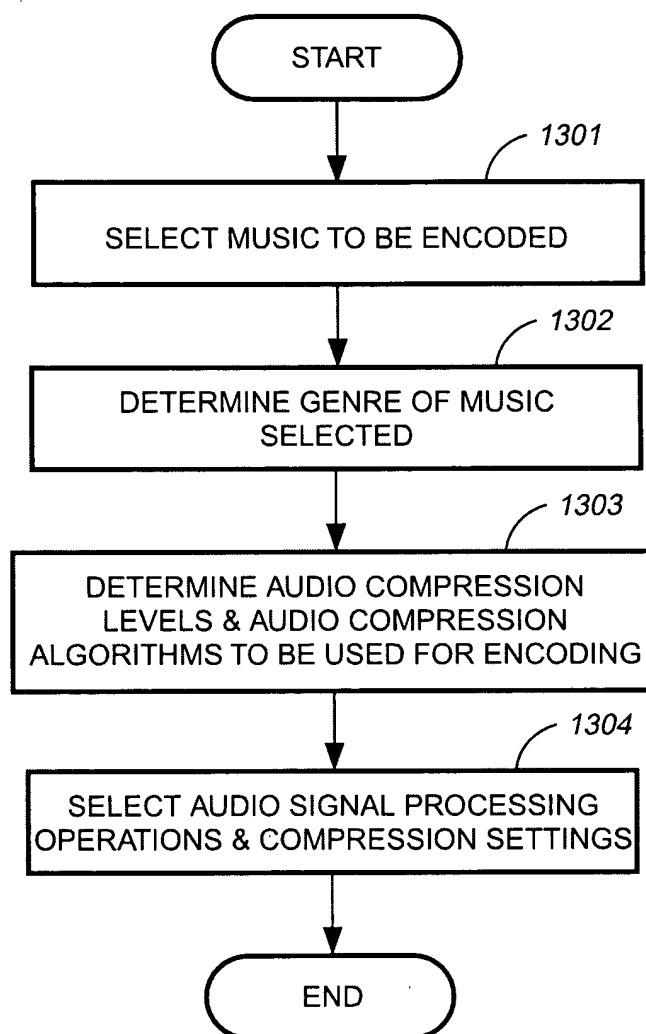 START
1301
SELECT MUSIC TO BE ENCODED
1302
DETERMINE GENRE OF MUSIC
SELECTED
1303
DETERMINE AUDIO COMPRESSION
LEVELS & AUDIO COMPRESSION
ALGORITHMS TO BE USED FOR ENCODING
1304
SELECT AUDIO SIGNAL PROCESSING
OPERATIONS & COMPRESSION SETTINGS
END